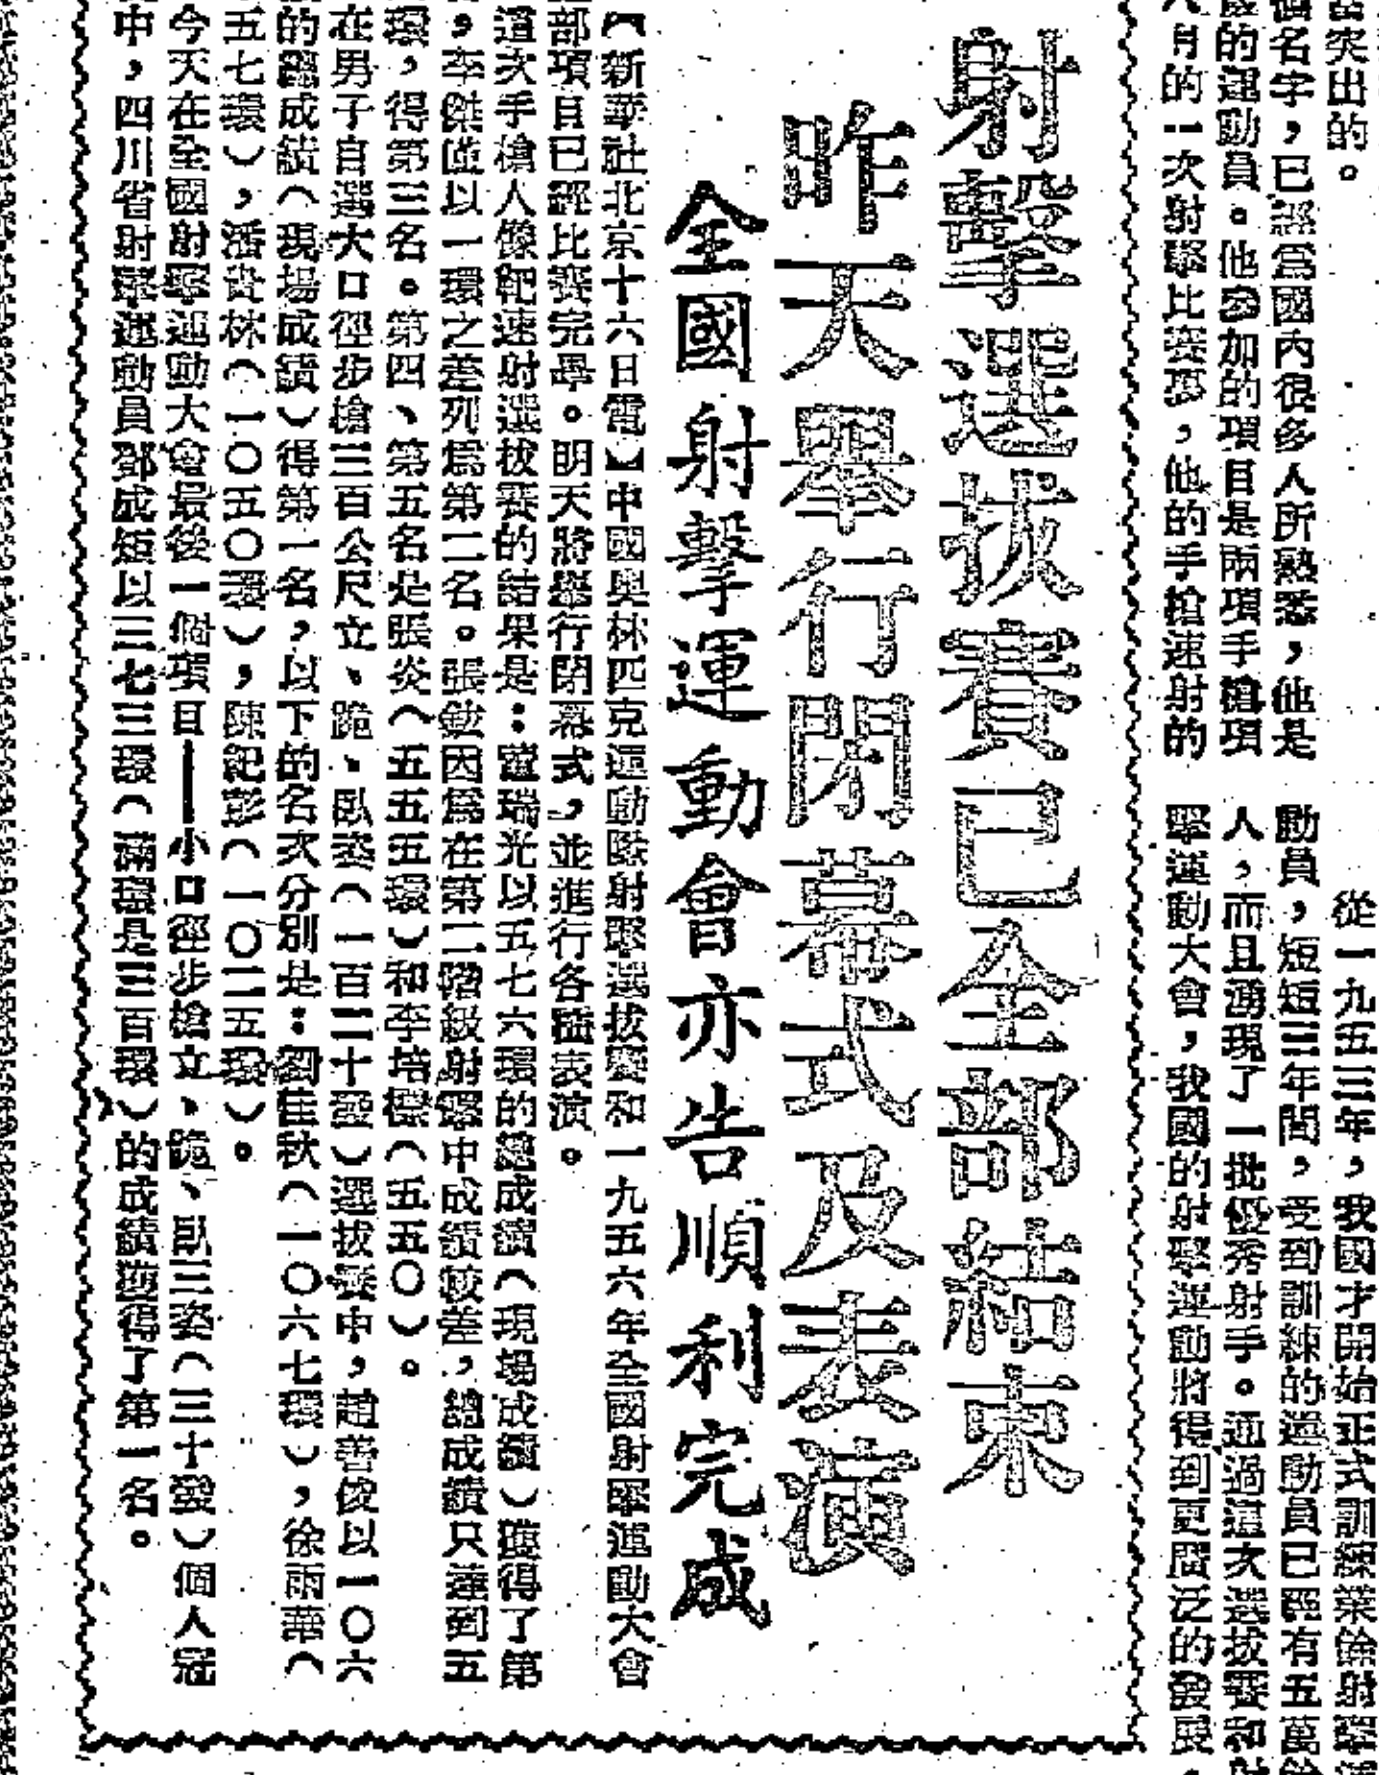 富突出的。
個名字，已經爲國內很多人所熟悉，他是
的運動員。他參加的項目是兩項手槍項
八月的一次射擊比賽夢，他的手槍速射的
從一九五三年，我國才開始正式訓練業餘射擊運
動員，短短三年間，受到訓練的運動員已經有五萬餘
人，而且湧現了一批優秀射手。通過這次選拔賽和射
擊運動大會，我國的射擊運動將得到更廣泛的發展，
射擊選拔賽已全部結束
昨天舉行閉幕式及表演
全國射擊運動會亦告順利完成
【新華社北京十六日電】中國奧林匹克運動隊射擊選拔賽和一九五六年全國射擊運動大會
部項目已經比賽完畢。明天將舉行閉幕式，並進行各種表演。
這次手槍人像靶速射選拔賽的結果是：董瑞光以五七六環的總成績（現場成績）獲得了第
，李傑道以一環之差列爲第二名。張鋐因爲在第二階級射擊中成績較差，總成績只達到五
環，得第三名。第四、第五名是張炎（五五五環）和李培標（五五〇）。
在男子自選大口徑步槍三百公尺立、跪、臥姿（一百二十發）選拔賽中，趙善俊以一〇六
的總成績（現場成績）得第一名，以下的名次分別是：劉佳秋（一〇六七環），徐雨華（
五七環），潘貴林（一〇五〇環），陳紀彭（一〇二五環）。
今天在全國射擊運動大會最後一個項目——小口徑步槍立、跪、臥三姿（三十發）個人冠
中，四川省射擊運動員鄧成烜以二七三環（滿環是三百環）的成績獲得了第一名。